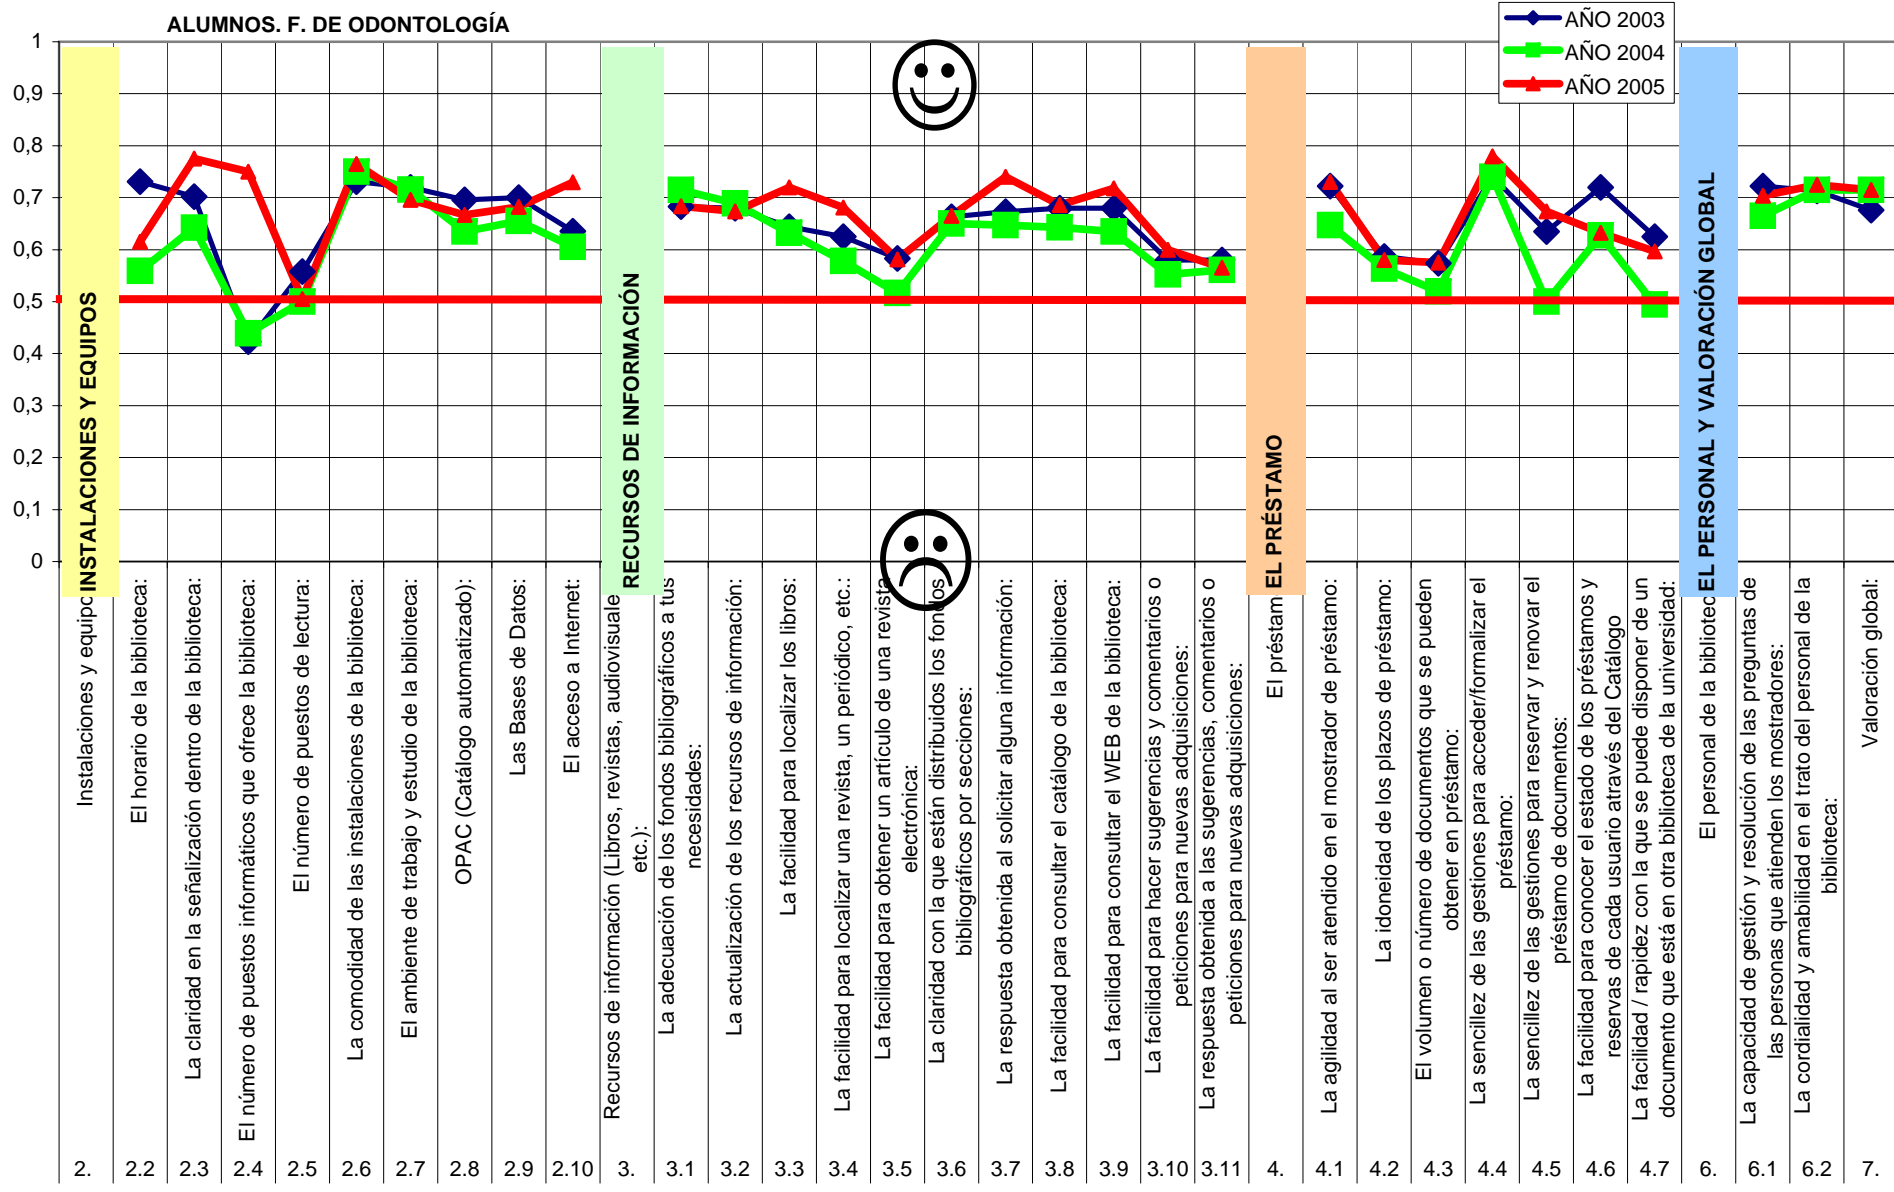 ALUMNOS. F. DE ODONTOLOGÍA
AÑO 2003
AÑO 2004
AÑO 2005
1
0,9
0,8
0,7
0,6
0,5
0,4
0,3
0,2
0,1
0
INSTALACIONES Y EQUIPOS
RECURSOS DE INFORMACIÓN
EL PRÉSTAMO
EL PERSONAL Y VALORACIÓN GLOBAL
Instalaciones y equipo
El horario de la biblioteca:
La claridad en la señalización dentro de la biblioteca:
El número de puestos informáticos que ofrece la biblioteca:
El número de puestos de lectura:
La comodidad de las instalaciones de la biblioteca:
El ambiente de trabajo y estudio de la biblioteca:
OPAC (Catálogo automatizado):
Las Bases de Datos:
El acceso a Internet:
Recursos de información (Libros, revistas, audiovisuale
etc.):
La adecuación de los fondos bibliográficos a tus
necesidades:
La actualización de los recursos de información:
La facilidad para localizar los libros:
La facilidad para localizar una revista, un periódico, etc.:
La facilidad para obtener un artículo de una revista
electrónica:
La claridad con la que están distribuidos los fondos
bibliográficos por secciones:
La respuesta obtenida al solicitar alguna información:
La facilidad para consultar el catálogo de la biblioteca:
La facilidad para consultar el WEB de la biblioteca:
La facilidad para hacer sugerencias y comentarios o
peticiones para nuevas adquisiciones:
La respuesta obtenida a las sugerencias, comentarios o
peticiones para nuevas adquisiciones:
El préstam
La agilidad al ser atendido en el mostrador de préstamo:
La idoneidad de los plazos de préstamo:
El volumen o número de documentos que se pueden
obtener en préstamo:
La sencillez de las gestiones para acceder/formalizar el
préstamo:
La sencillez de las gestiones para reservar y renovar el
préstamo de documentos:
La facilidad para conocer el estado de los préstamos y
reservas de cada usuario através del Catálogo
La facilidad / rapidez con la que se puede disponer de un
documento que está en otra biblioteca de la universidad:
El personal de la bibliotec
La capacidad de gestión y resolución de las preguntas de
las personas que atienden los mostradores:
La cordialidad y amabilidad en el trato del personal de la
biblioteca:
Valoración global:
2.
2.2
2.3
2.4
2.5
2.6
2.7
2.8
2.9
2.10
3.
3.1
3.2
3.3
3.4
3.5
3.6
3.7
3.8
3.9
3.10
3.11
4.
4.1
4.2
4.3
4.4
4.5
4.6
4.7
6.
6.1
6.2
7.